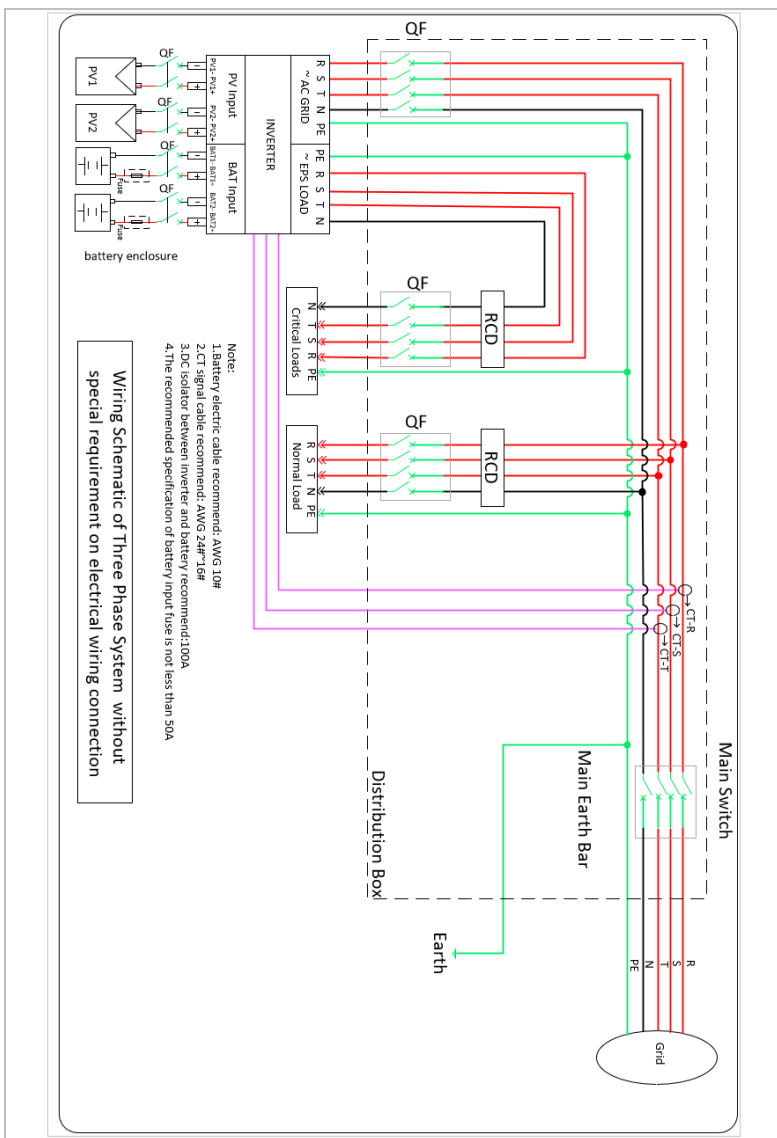 QF
PV1
QF
PV1- PV1+
− +
PV2
QF
PV2- PV2+
− +
PV Input
QF
BAT1- BAT1+
− +
Fuse
QF
BAT2- BAT2+
− +
Fuse
BAT Input
battery enclosure
INVERTER
~ AC GRID
R
S
T
N
PE
~ EPS LOAD
PE
R
S
T
N
QF
QF
RCD
Critical Loads
N
T
S
R
PE
QF
RCD
Normal Load
R
S
T
N
PE
CT-R
CT-S
CT-T
Note:
1.Battery electric cable recommend: AWG 10#
2.CT signal cable recommend: AWG 24#~16#
3.DC isolator between inverter and battery recommend:100A
4.The recommended specification of battery input fuse is not less than 50A
Wiring Schematic of Three Phase System without
special requirement on electrical wiring connection
Main Switch
Main Earth Bar
Distribution Box
Earth
R
S
T
N
PE
Grid